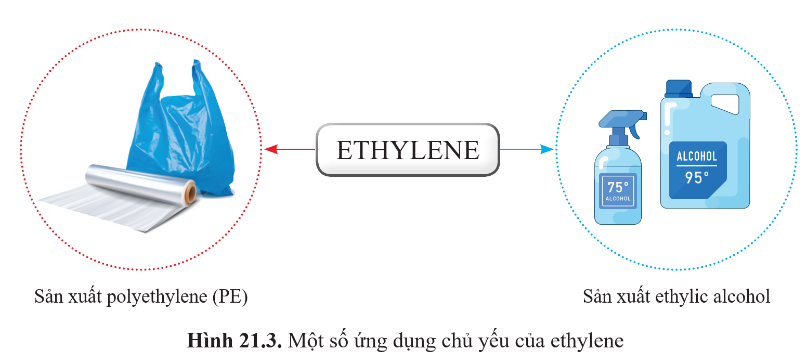 ETHYLENE
75°
ALCOHOL
ALCOHOL
95°
Sản xuất polyethylene (PE)
Sản xuất ethylic alcohol
Hình 21.3. Một số ứng dụng chủ yếu của ethylene